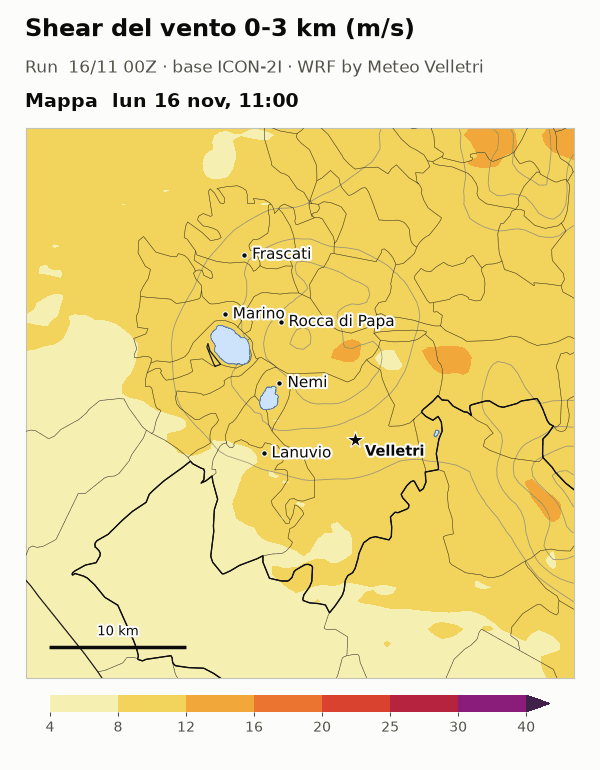 Shear del vento 0-3 km (m/s)
Run 16/11 00Z · base ICON-2I · WRF by Meteo Velletri
Mappa lun 16 nov, 11:00
Frascati
Marino
Rocca di Papa
Nemi
Velletri
Lanuvio
10 km
4 8 12 16 20 25 30 40